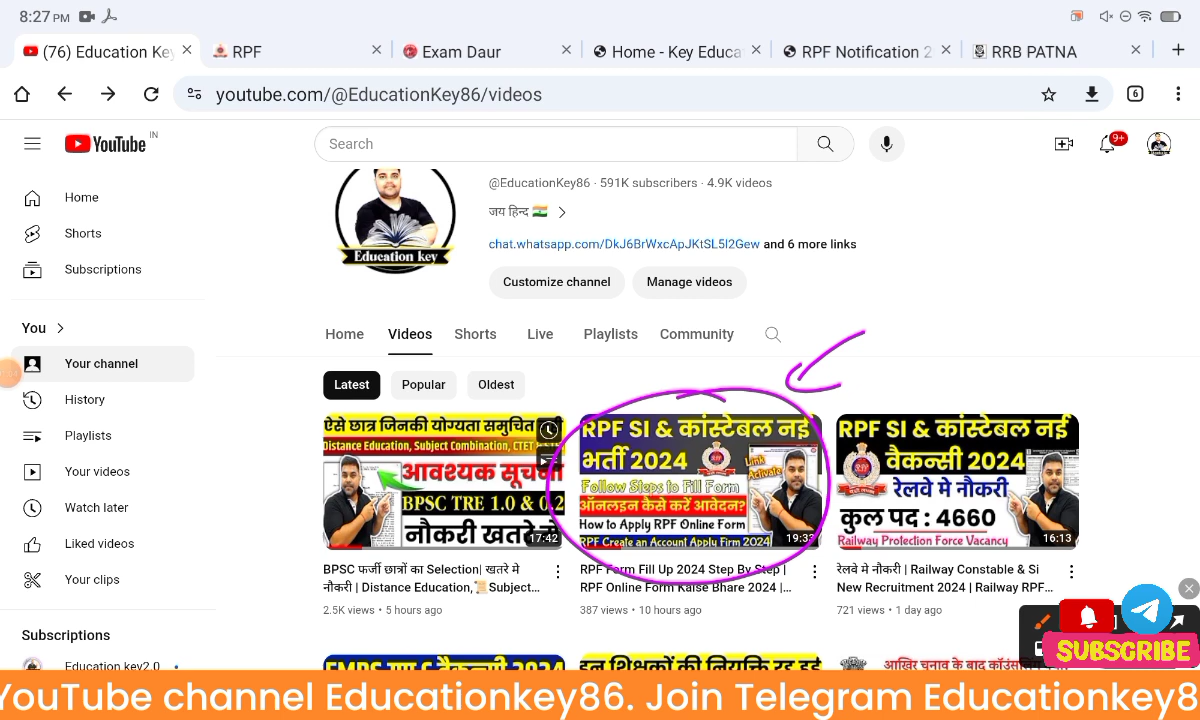 8:27 PM
(76) Education Key
RPF
Exam Daur
Home - Key Educa
RPF Notification 2
RRB PATNA
youtube.com/@EducationKey86/videos
6
YouTube IN
Search
9+
Home
Shorts
Subscriptions
You
Your channel
History
Playlists
Your videos
Watch later
Liked videos
Your clips
Subscriptions
Education key2.0
Education key
@EducationKey86 · 591K subscribers · 4.9K videos
जय हिन्द
chat.whatsapp.com/DkJ6BrWxcApJKtSL5I2Gew and 6 more links
Customize channel
Manage videos
Home
Videos
Shorts
Live
Playlists
Community
Latest
Popular
Oldest
ऐसे छात्र जिनकी योग्यता समुचित
Distance Education, Subject Combination, CTET
आवश्यक सूचना
BPSC TRE 1.0 & 0.2
नौकरी खतरे में
17:42
BPSC फर्जी छात्रों का Selection| खतरे मे
नौकरी | Distance Education,📜Subject...
2.5K views • 5 hours ago
RPF SI & कांस्टेबल नई
भर्ती 2024
Link
Activate
Follow Steps to Fill Form
ऑनलाइन कैसे करें आवेदन?
How to Apply RPF Online Form
RPF Create an Account Apply Firm 2024
19:33
RPF Form Fill Up 2024 Step By Step |
RPF Online Form Kaise Bhare 2024 |...
387 views • 10 hours ago
RPF SI & कांस्टेबल नई
वैकन्सी 2024
रेलवे मे नौकरी
कुल पद : 4660
Railway Protection Force Vacancy
16:13
रेलवे मे नौकरी | Railway Constable & Si
New Recruitment 2024 | Railway RPF...
721 views • 1 day ago
SUBSCRIBE
YouTube channel Educationkey86. Join Telegram Educationkey8